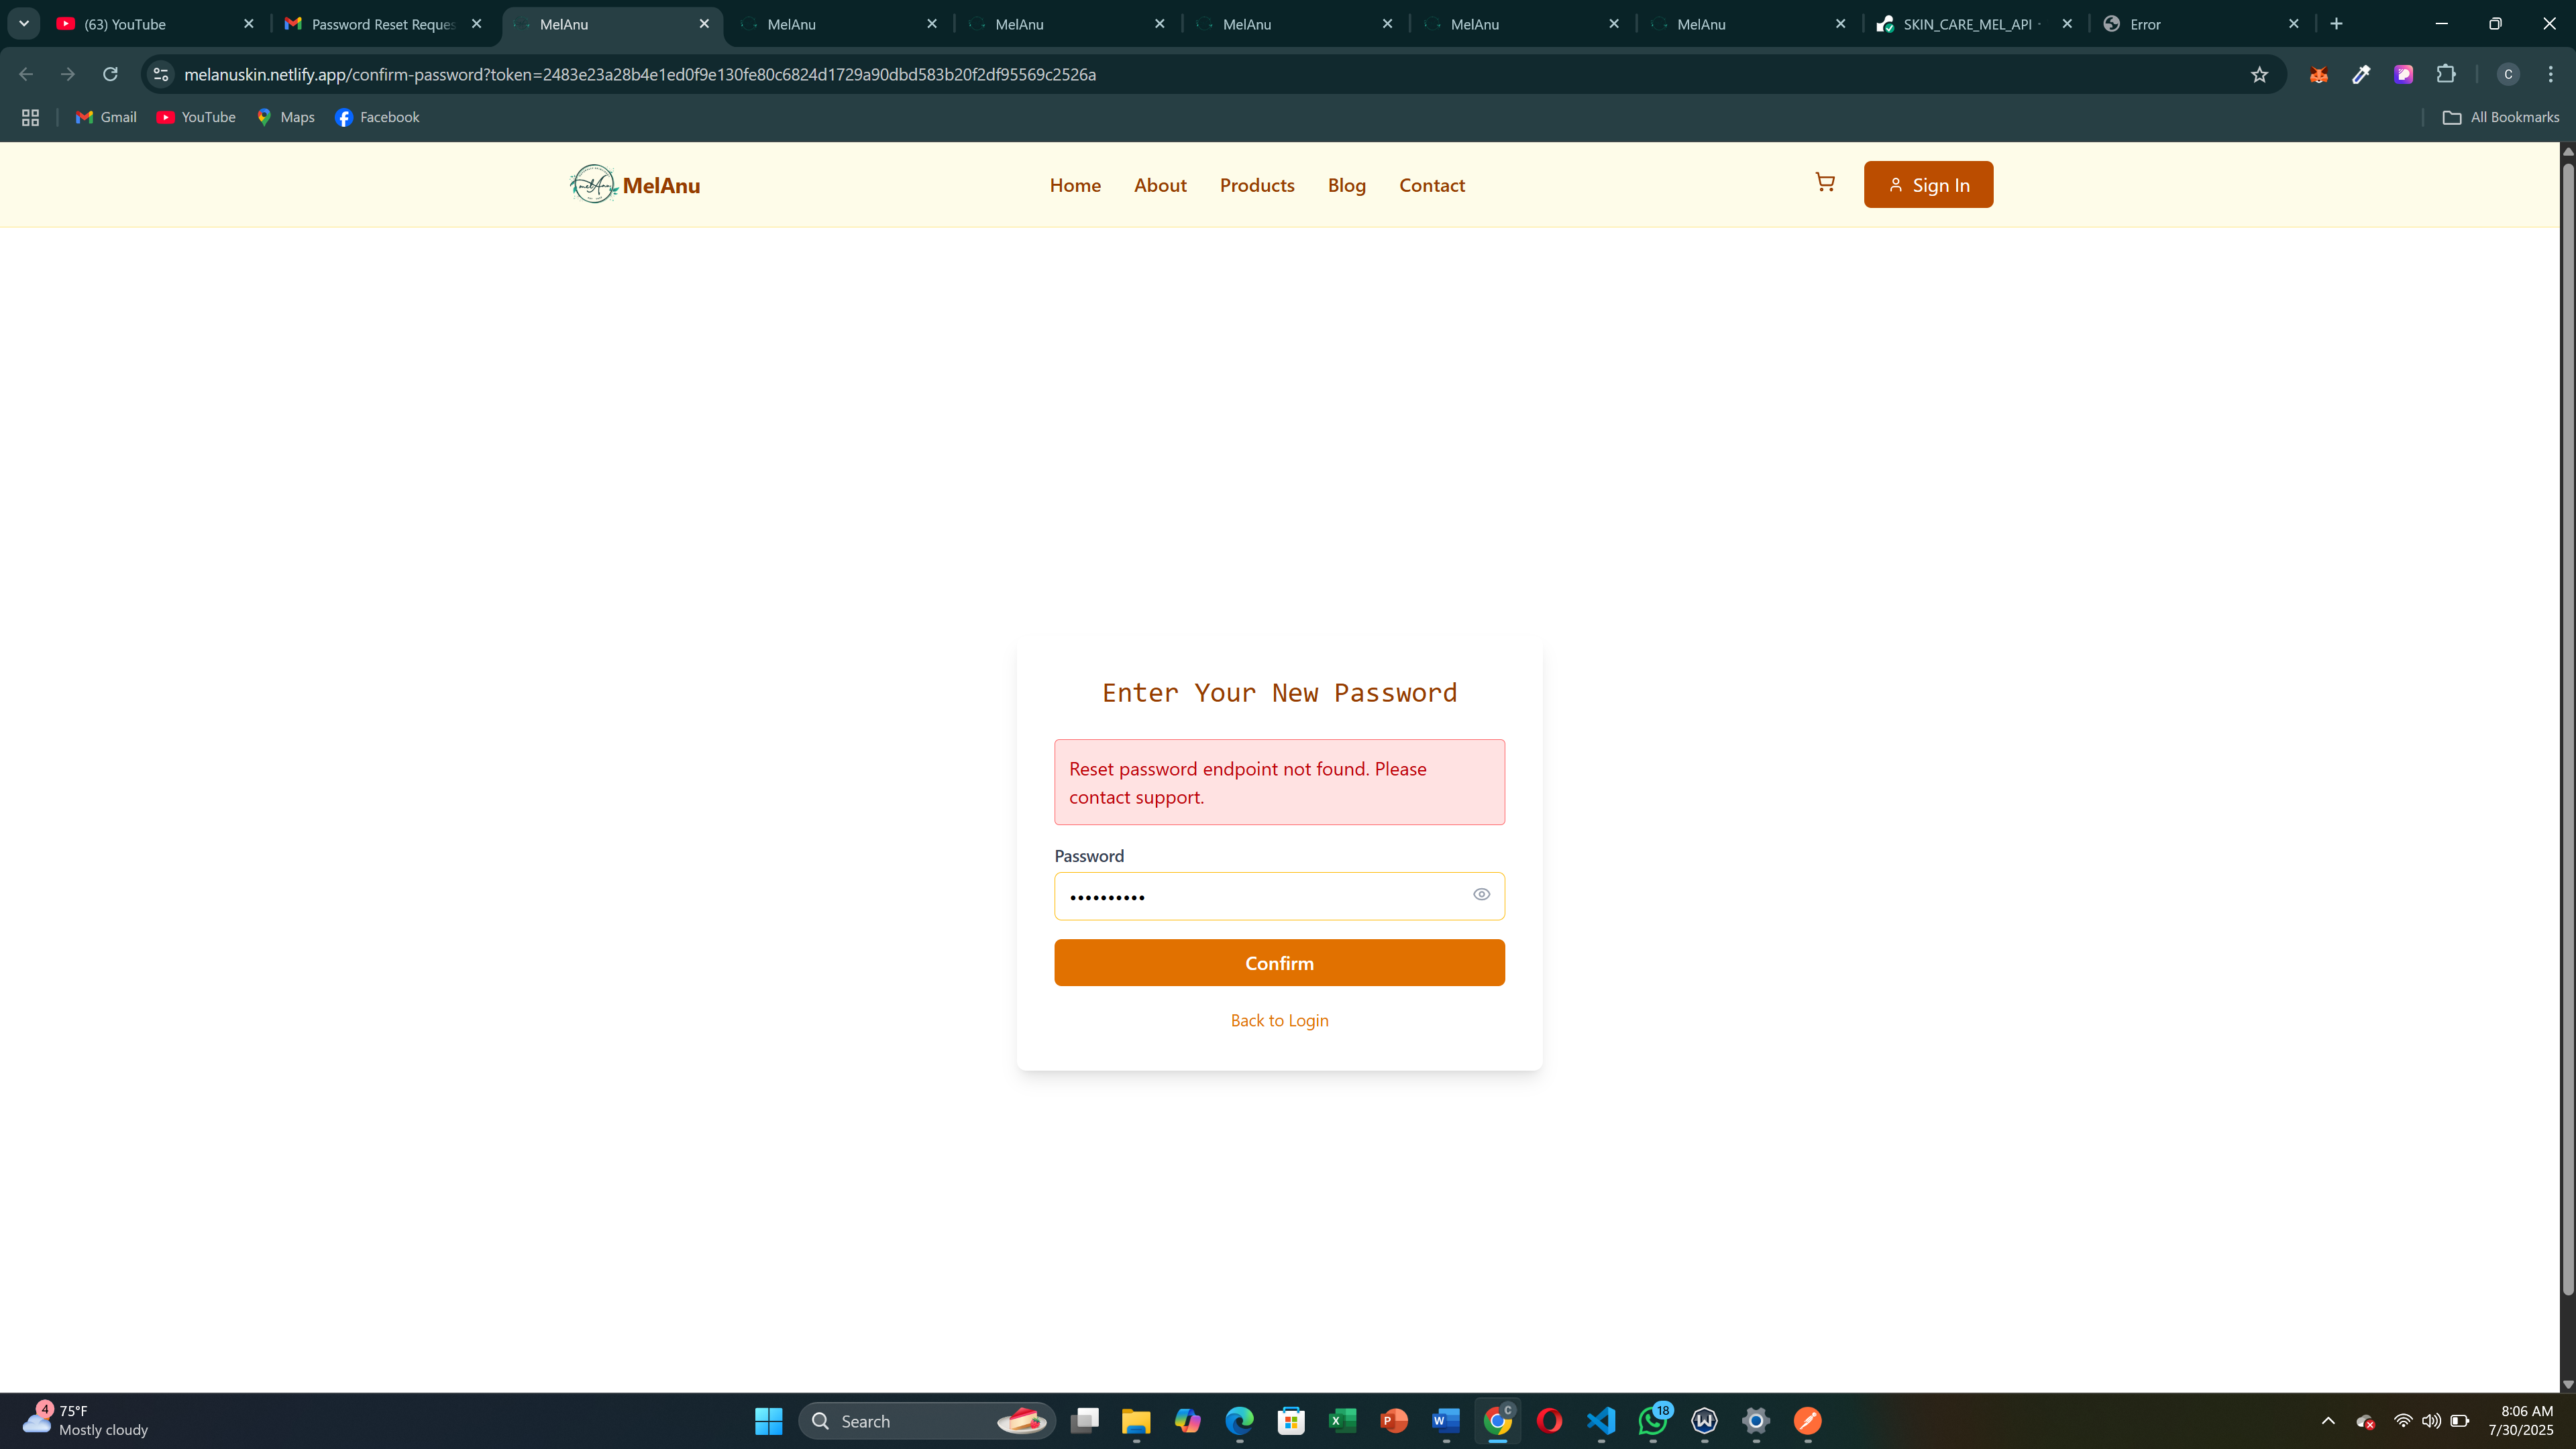 (63) YouTube
Password Reset Reques
MelAnu
MelAnu
MelAnu
MelAnu
MelAnu
MelAnu
SKIN_CARE_MEL_API
Error
melanuskin.netlify.app/confirm-password?token=2483e23a28b4e1ed0f9e130fe80c6824d1729a90dbd583b20f2df95569c2526a
C
Gmail
YouTube
Maps
Facebook
All Bookmarks
MelAnu
Home
About
Products
Blog
Contact
Sign In
Enter Your New Password
Reset password endpoint not found. Please
contact support.
Password
••••••••••
Confirm
Back to Login
4
75°F
Mostly cloudy
Search
C
18
8:06 AM
7/30/2025